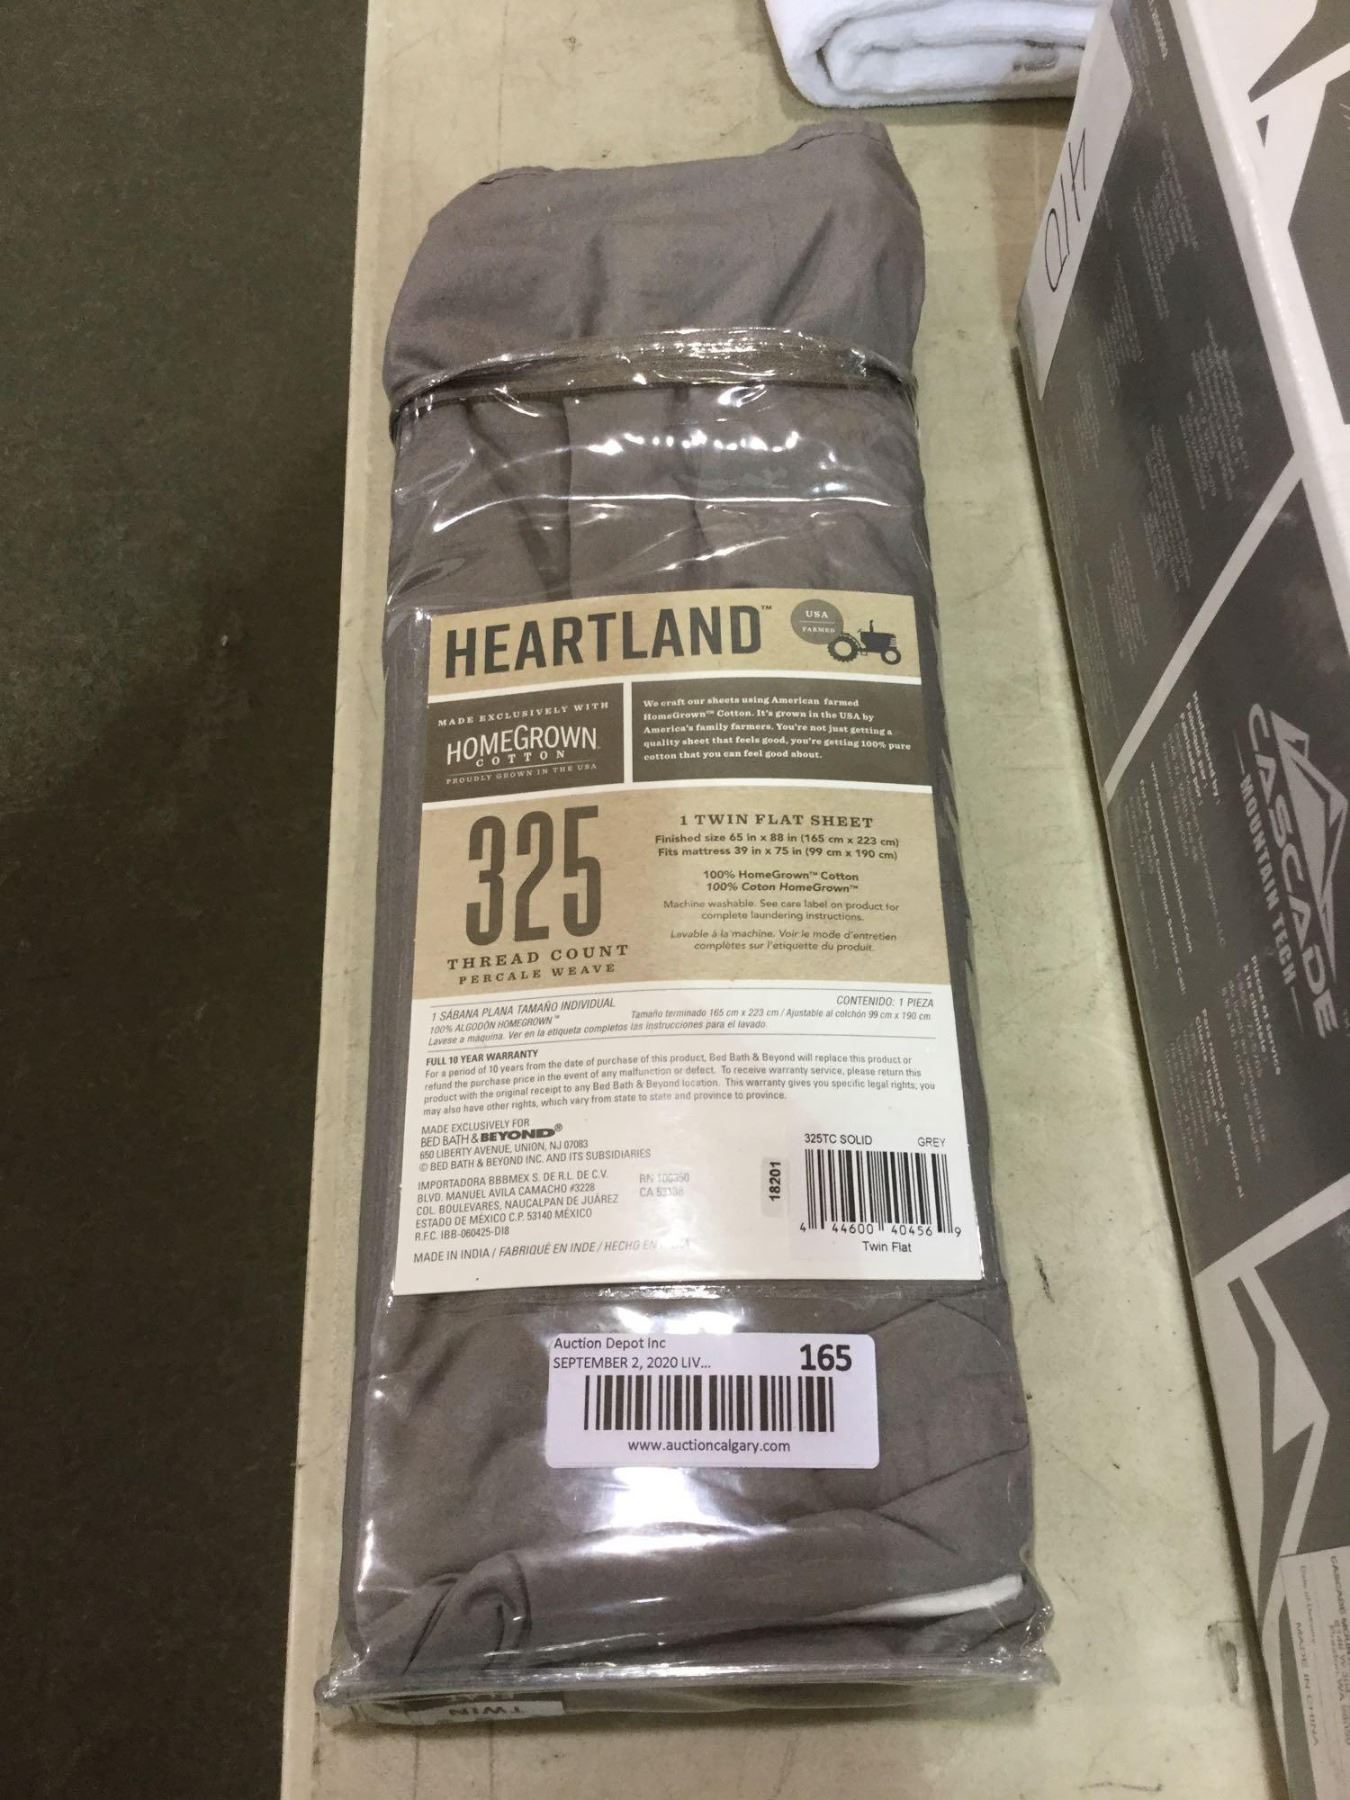 HEARTLAND™
USA
FARMED
MADE EXCLUSIVELY WITH
HOMEGROWN
COTTON
PROUDLY GROWN IN THE USA
We craft our sheets using American farmed
HomeGrown™ Cotton. It's grown in the USA by
America's family farmers. You're not just getting a
quality sheet that feels good, you're getting 100% pure
cotton that you can feel good about.
325
THREAD COUNT
PERCALE WEAVE
1 TWIN FLAT SHEET
Finished size 65 in x 88 in (165 cm x 223 cm)
Fits mattress 39 in x 75 in (99 cm x 190 cm)
100% HomeGrown™ Cotton
100% Coton HomeGrown™
Machine washable. See care label on product for
complete laundering instructions.
Lavable à la machine. Voir le mode d'entretien
complètes sur l'etiquette du produit.
1 SÁBANA PLANA TAMAÑO INDIVIDUAL
CONTENIDO: 1 PIEZA
100% ALGODÓN HOMEGROWN™
Tamaño terminado 165 cm x 223 cm / Ajustable al colchón 99 cm x 190 cm
Lavese a maquina. Ver en la etiqueta completos las instrucciones para el lavado.
FULL 10 YEAR WARRANTY
For a period of 10 years from the date of purchase of this product, Bed Bath & Beyond will replace this product or
refund the purchase price in the event of any malfunction or defect. To receive warranty service, please return this
product with the original receipt to any Bed Bath & Beyond location. This warranty gives you specific legal rights; you
may also have other rights, which vary from state to state and province to province.
MADE EXCLUSIVELY FOR
BED BATH & BEYOND®
650 LIBERTY AVENUE, UNION, NJ 07083
© BED BATH & BEYOND INC. AND ITS SUBSIDIARIES
IMPORTADORA BBBMEX S. DE R.L. DE C.V.
BLVD. MANUEL AVILA CAMACHO #3228
COL. BOULEVARES, NAUCALPAN DE JUÁREZ
ESTADO DE MÉXICO C.P. 53140 MÉXICO
R.F.C. IBB-060425-DI8
RN 100350
CA 53138
MADE IN INDIA / FABRIQUÉ EN INDE / HECHO EN
18201
325TC SOLID GREY
4 44600 40456 9
Twin Flat
Auction Depot Inc
SEPTEMBER 2, 2020 LIV...
165
www.auctioncalgary.com
TWIN
FLAT
410
CASCADE
MOUNTAIN TECH
Manufactured by:
MADE IN CHINA